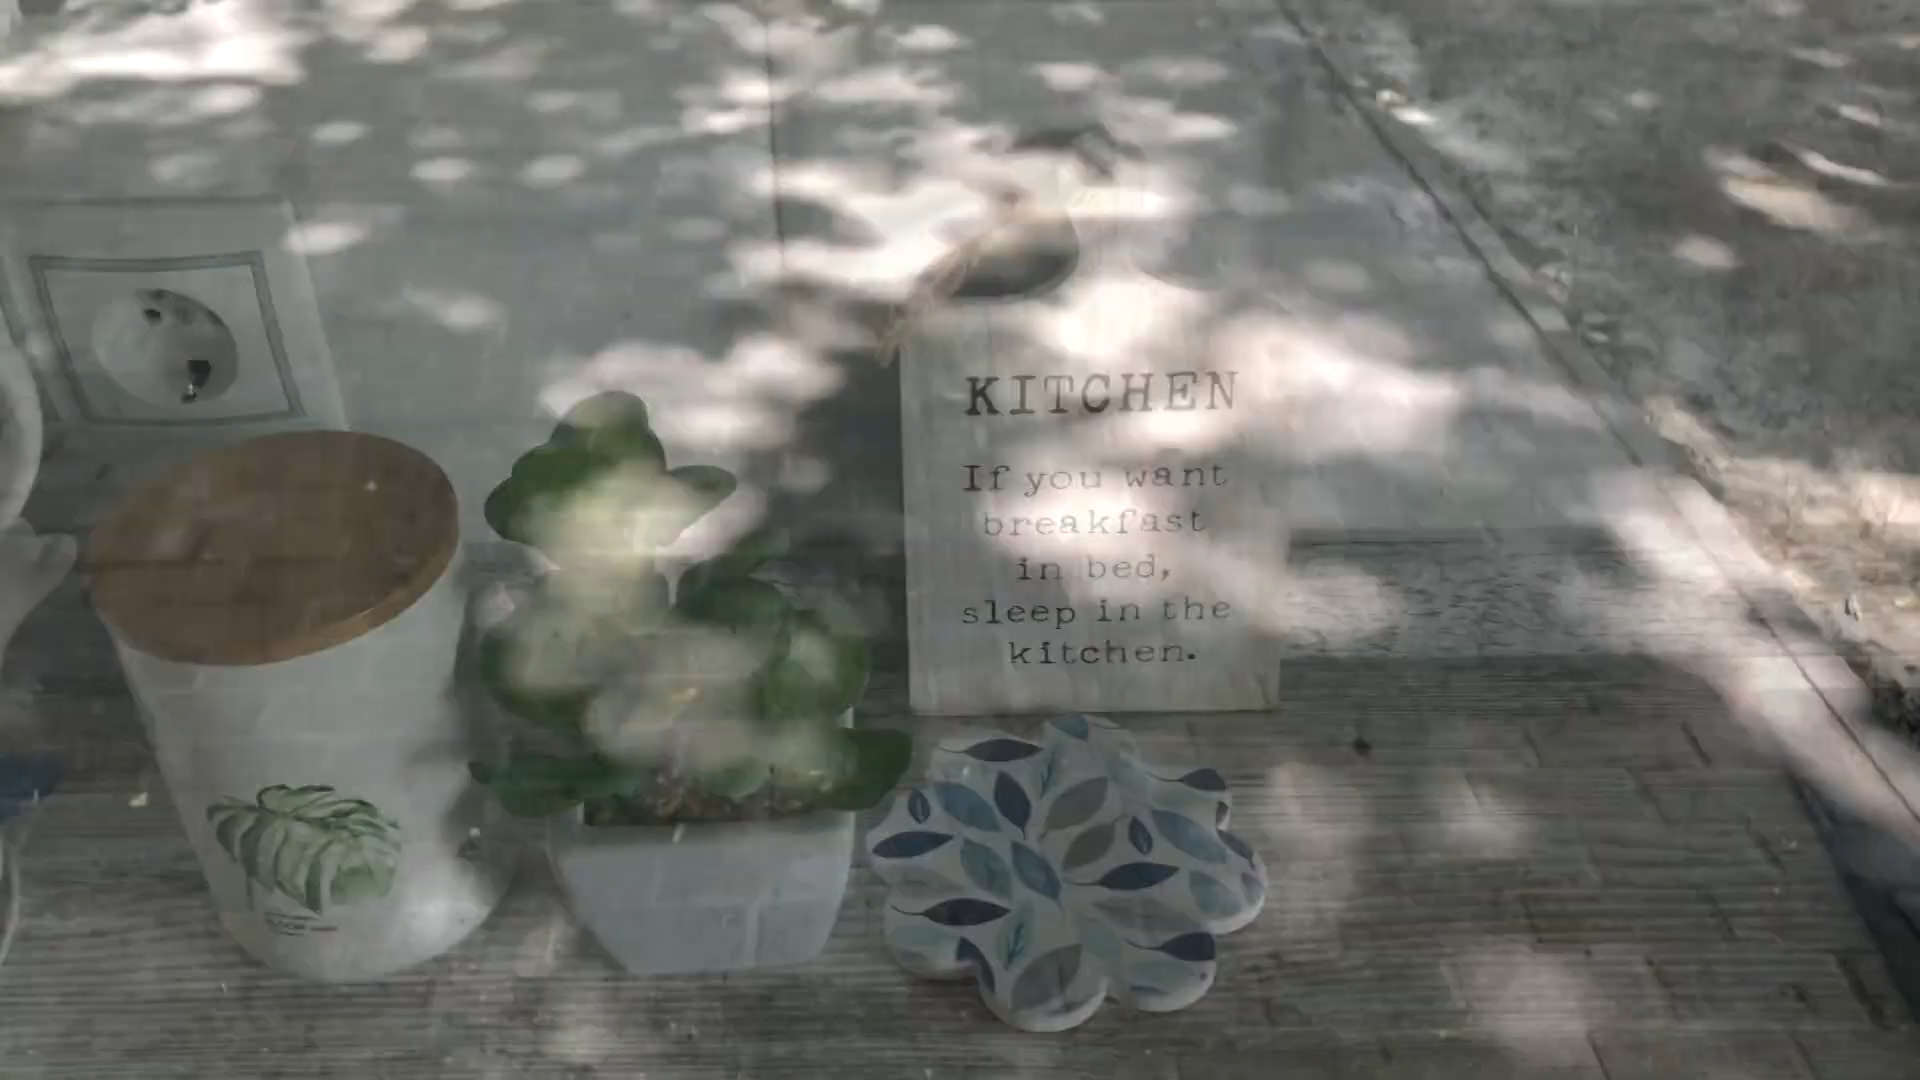 KITCHEN
If you want
breakfast
in bed,
sleep in the
kitchen.